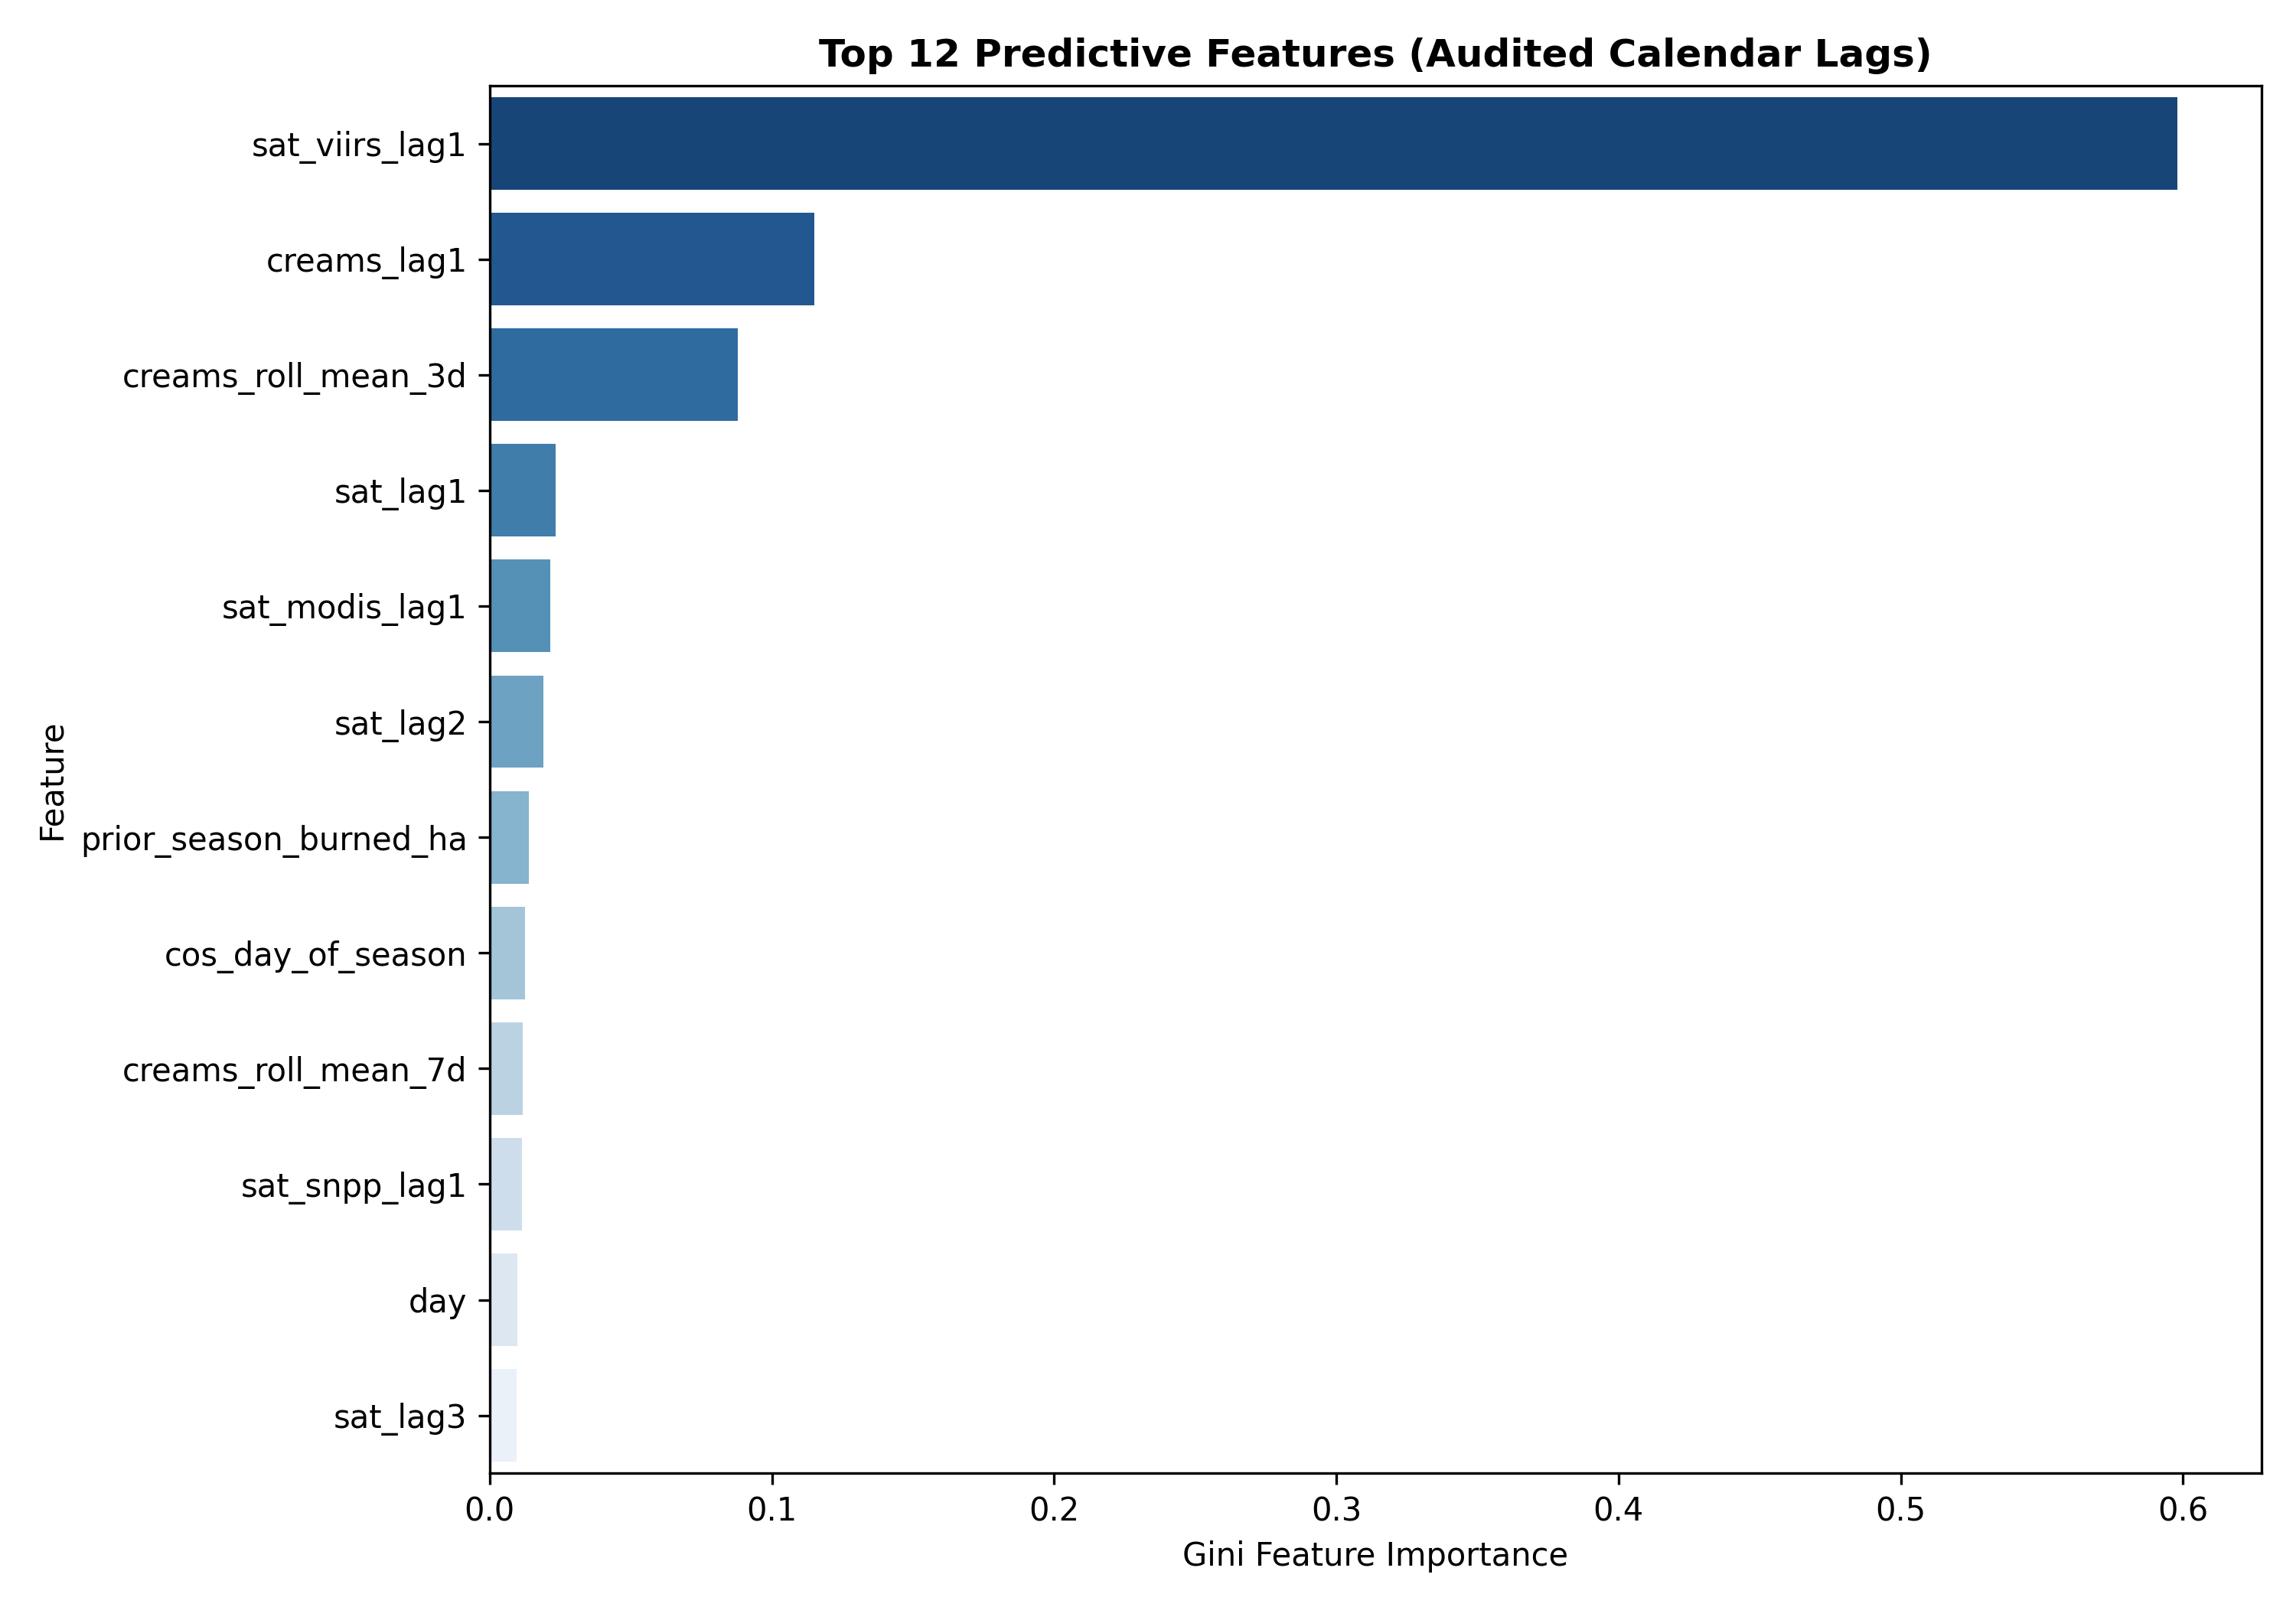 Top 12 Predictive Features (Audited Calendar Lags)
sat_viirs_lag1
creams_lag1
creams_roll_mean_3d
sat_lag1
sat_modis_lag1
sat_lag2
prior_season_burned_ha
cos_day_of_season
creams_roll_mean_7d
sat_snpp_lag1
day
sat_lag3
Feature
0.0 0.1 0.2 0.3 0.4 0.5 0.6
Gini Feature Importance